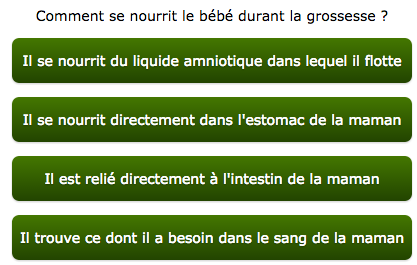 Comment se nourrit le bébé durant la grossesse ?
Il se nourrit du liquide amniotique dans lequel il flotte
Il se nourrit directement dans l'estomac de la maman
Il est relié directement à l'intestin de la maman
Il trouve ce dont il a besoin dans le sang de la maman